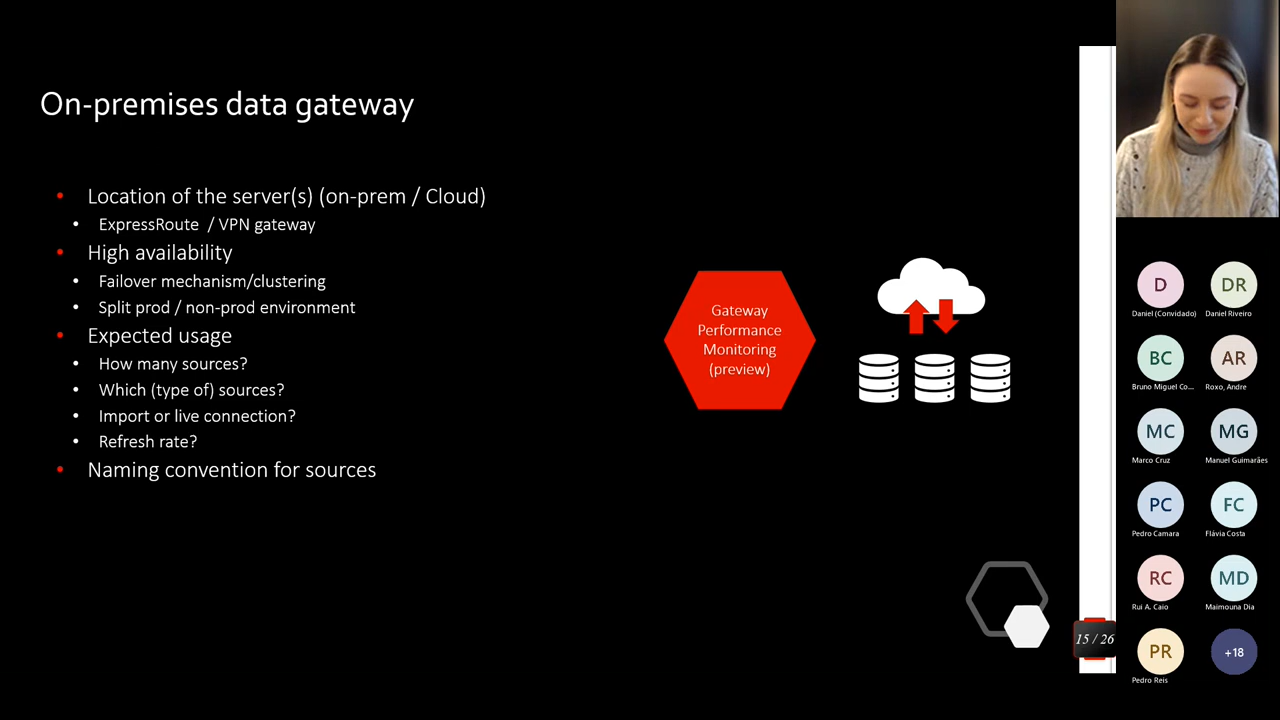 On-premises data gateway
• Location of the server(s) (on-prem / Cloud)
• ExpressRoute / VPN gateway
• High availability
• Failover mechanism/clustering
• Split prod / non-prod environment
• Expected usage
• How many sources?
• Which (type of) sources?
• Import or live connection?
• Refresh rate?
• Naming convention for sources
Gateway
Performance
Monitoring
(preview)
15 / 26
D
Daniel (Convidado)
DR
Daniel Riveiro
BC
Bruno Miguel Co...
AR
Roxo, Andre
MC
Marco Cruz
MG
Manuel Guimarães
PC
Pedro Camara
FC
Flávia Costa
RC
Rui A. Caio
MD
Maimouna Dia
PR
Pedro Reis
+18